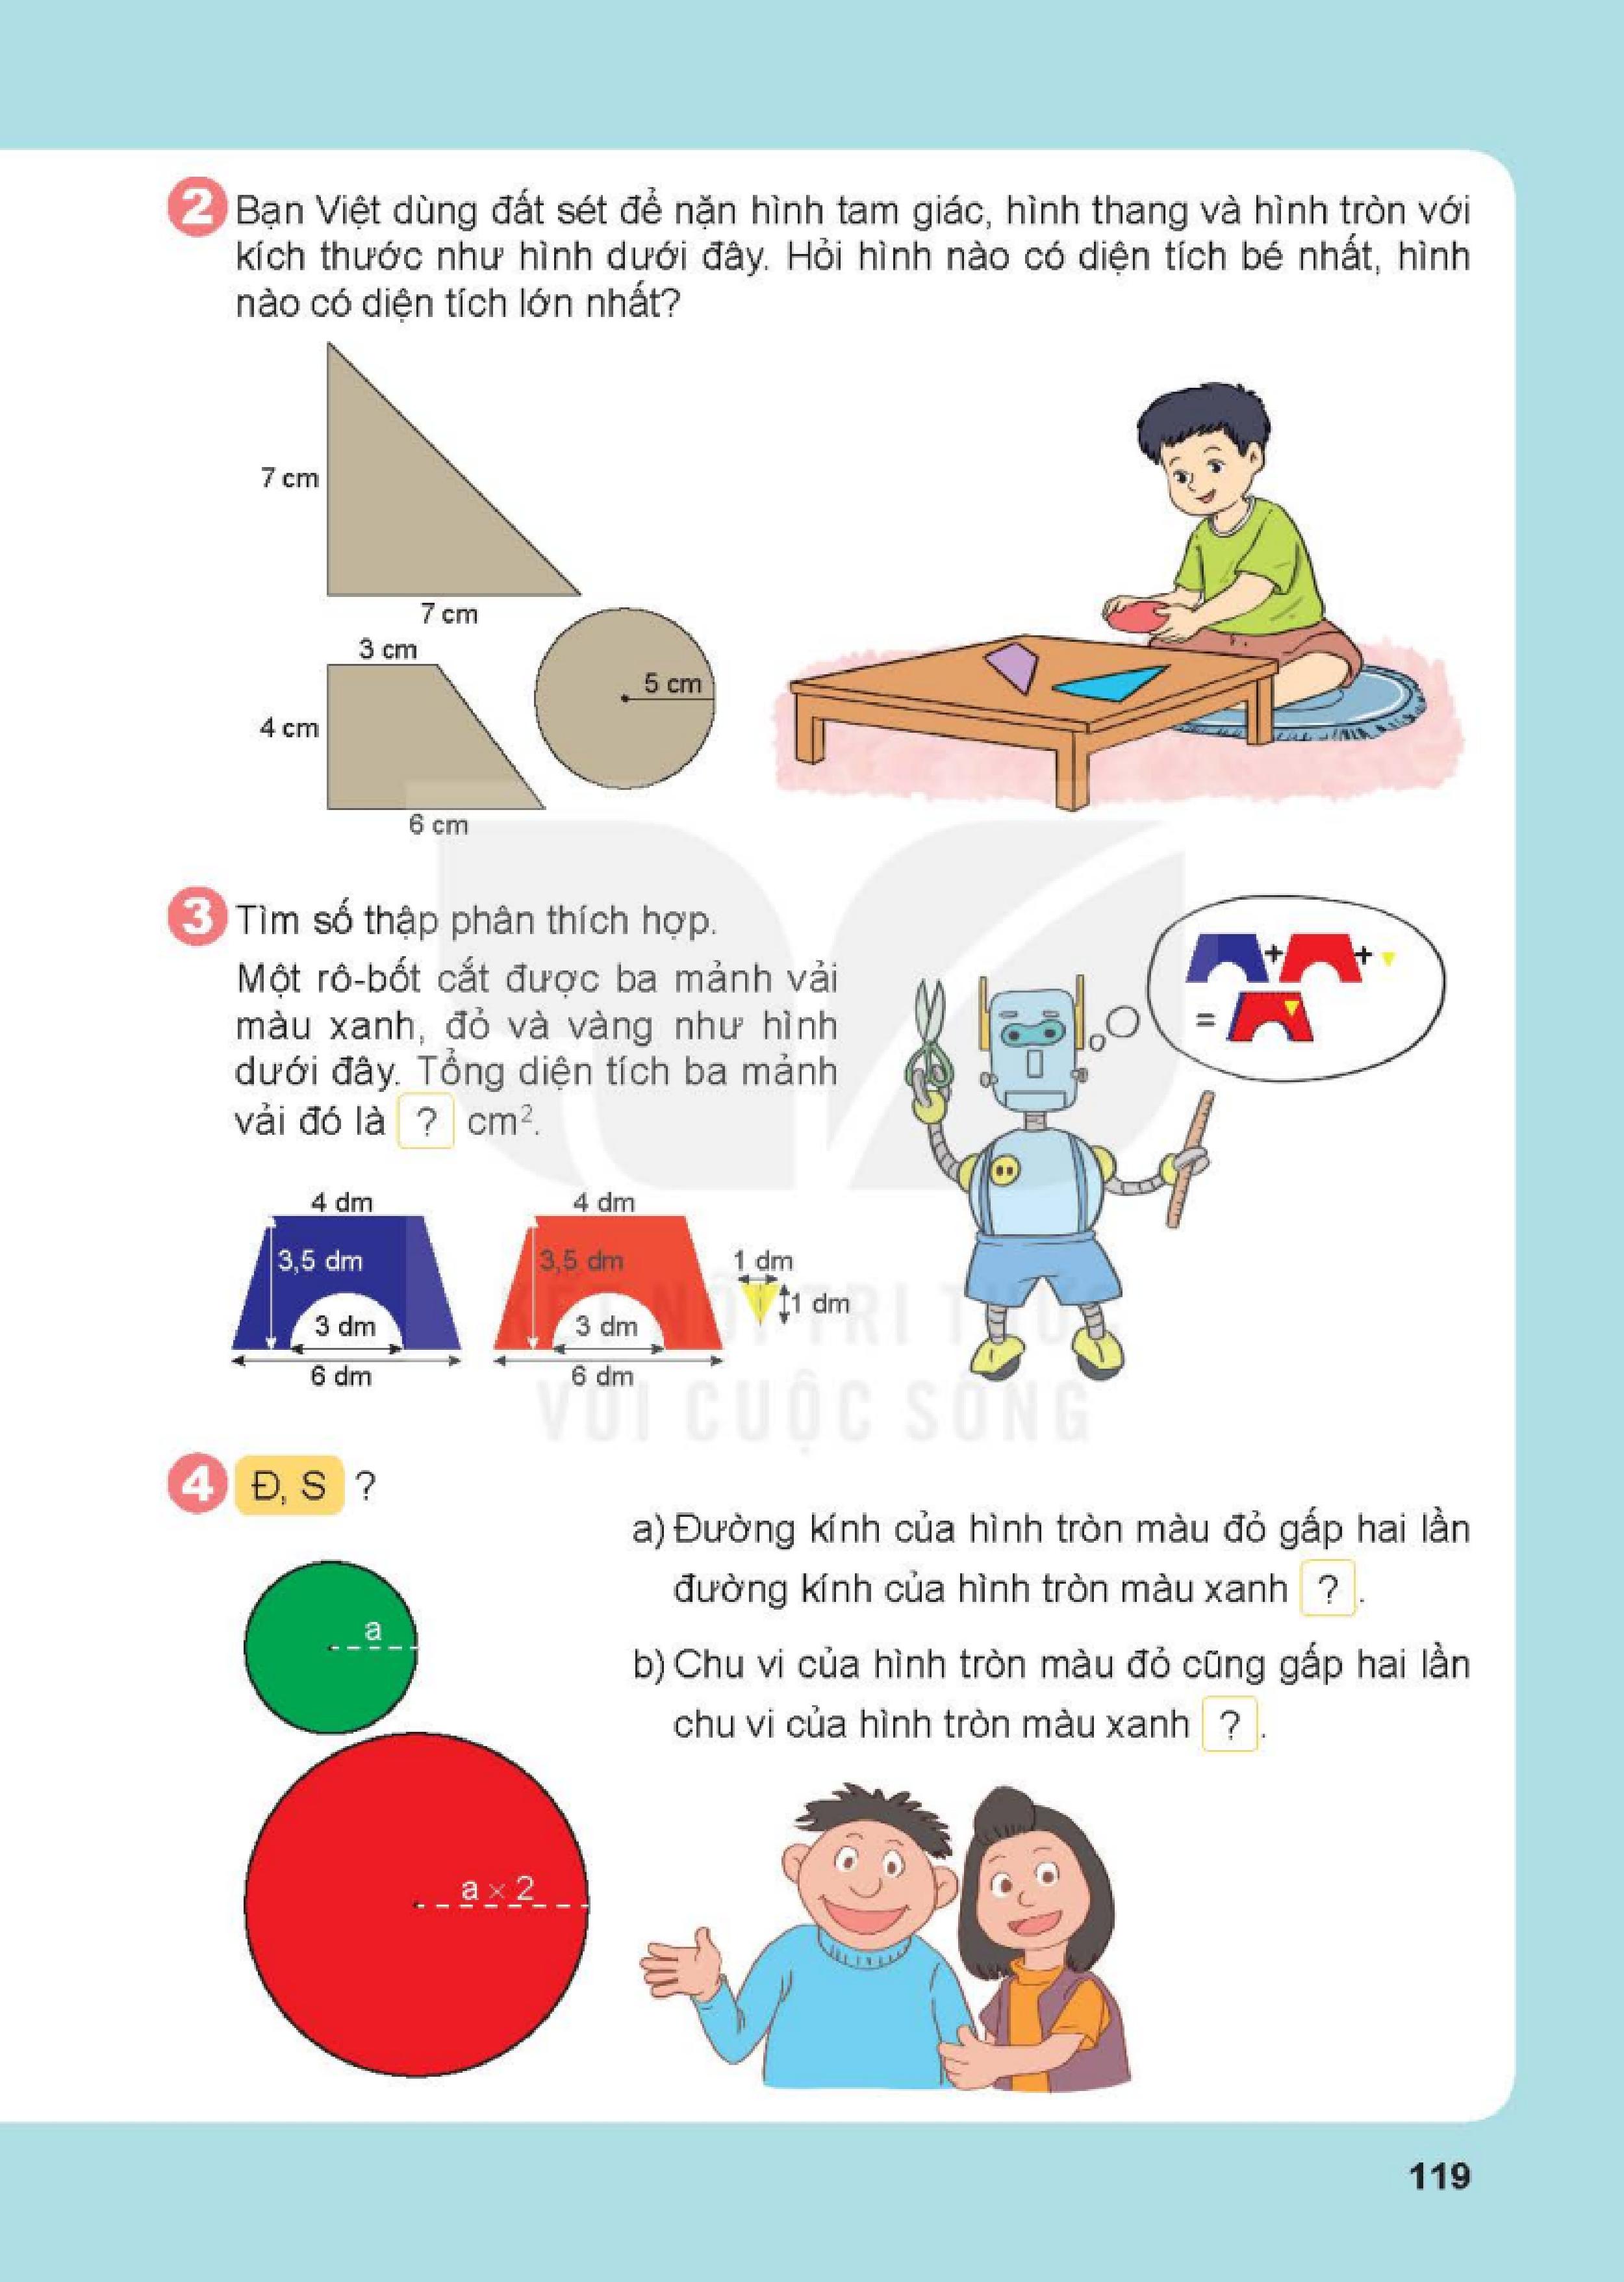 2 Bạn Việt dùng đất sét để nặn hình tam giác, hình thang và hình tròn với
kích thước như hình dưới đây. Hỏi hình nào có diện tích bé nhất, hình
nào có diện tích lớn nhất?
7 cm
7 cm
3 cm
5 cm
4 cm
6 cm
3 Tìm số thập phân thích hợp.
Một rô-bốt cắt được ba mảnh vải
màu xanh, đỏ và vàng như hình
dưới đây. Tổng diện tích ba mảnh
vải đó là ? cm².
+ +
=
4 dm
3,5 dm
3 dm
6 dm
4 dm
3,5 dm
3 dm
6 dm
1 dm
1 dm
KẾT NỐI TRI THỨC
VỚI CUỘC SỐNG
4 Đ, S ?
a) Đường kính của hình tròn màu đỏ gấp hai lần
đường kính của hình tròn màu xanh ? .
b) Chu vi của hình tròn màu đỏ cũng gấp hai lần
chu vi của hình tròn màu xanh ? .
a
a × 2
119